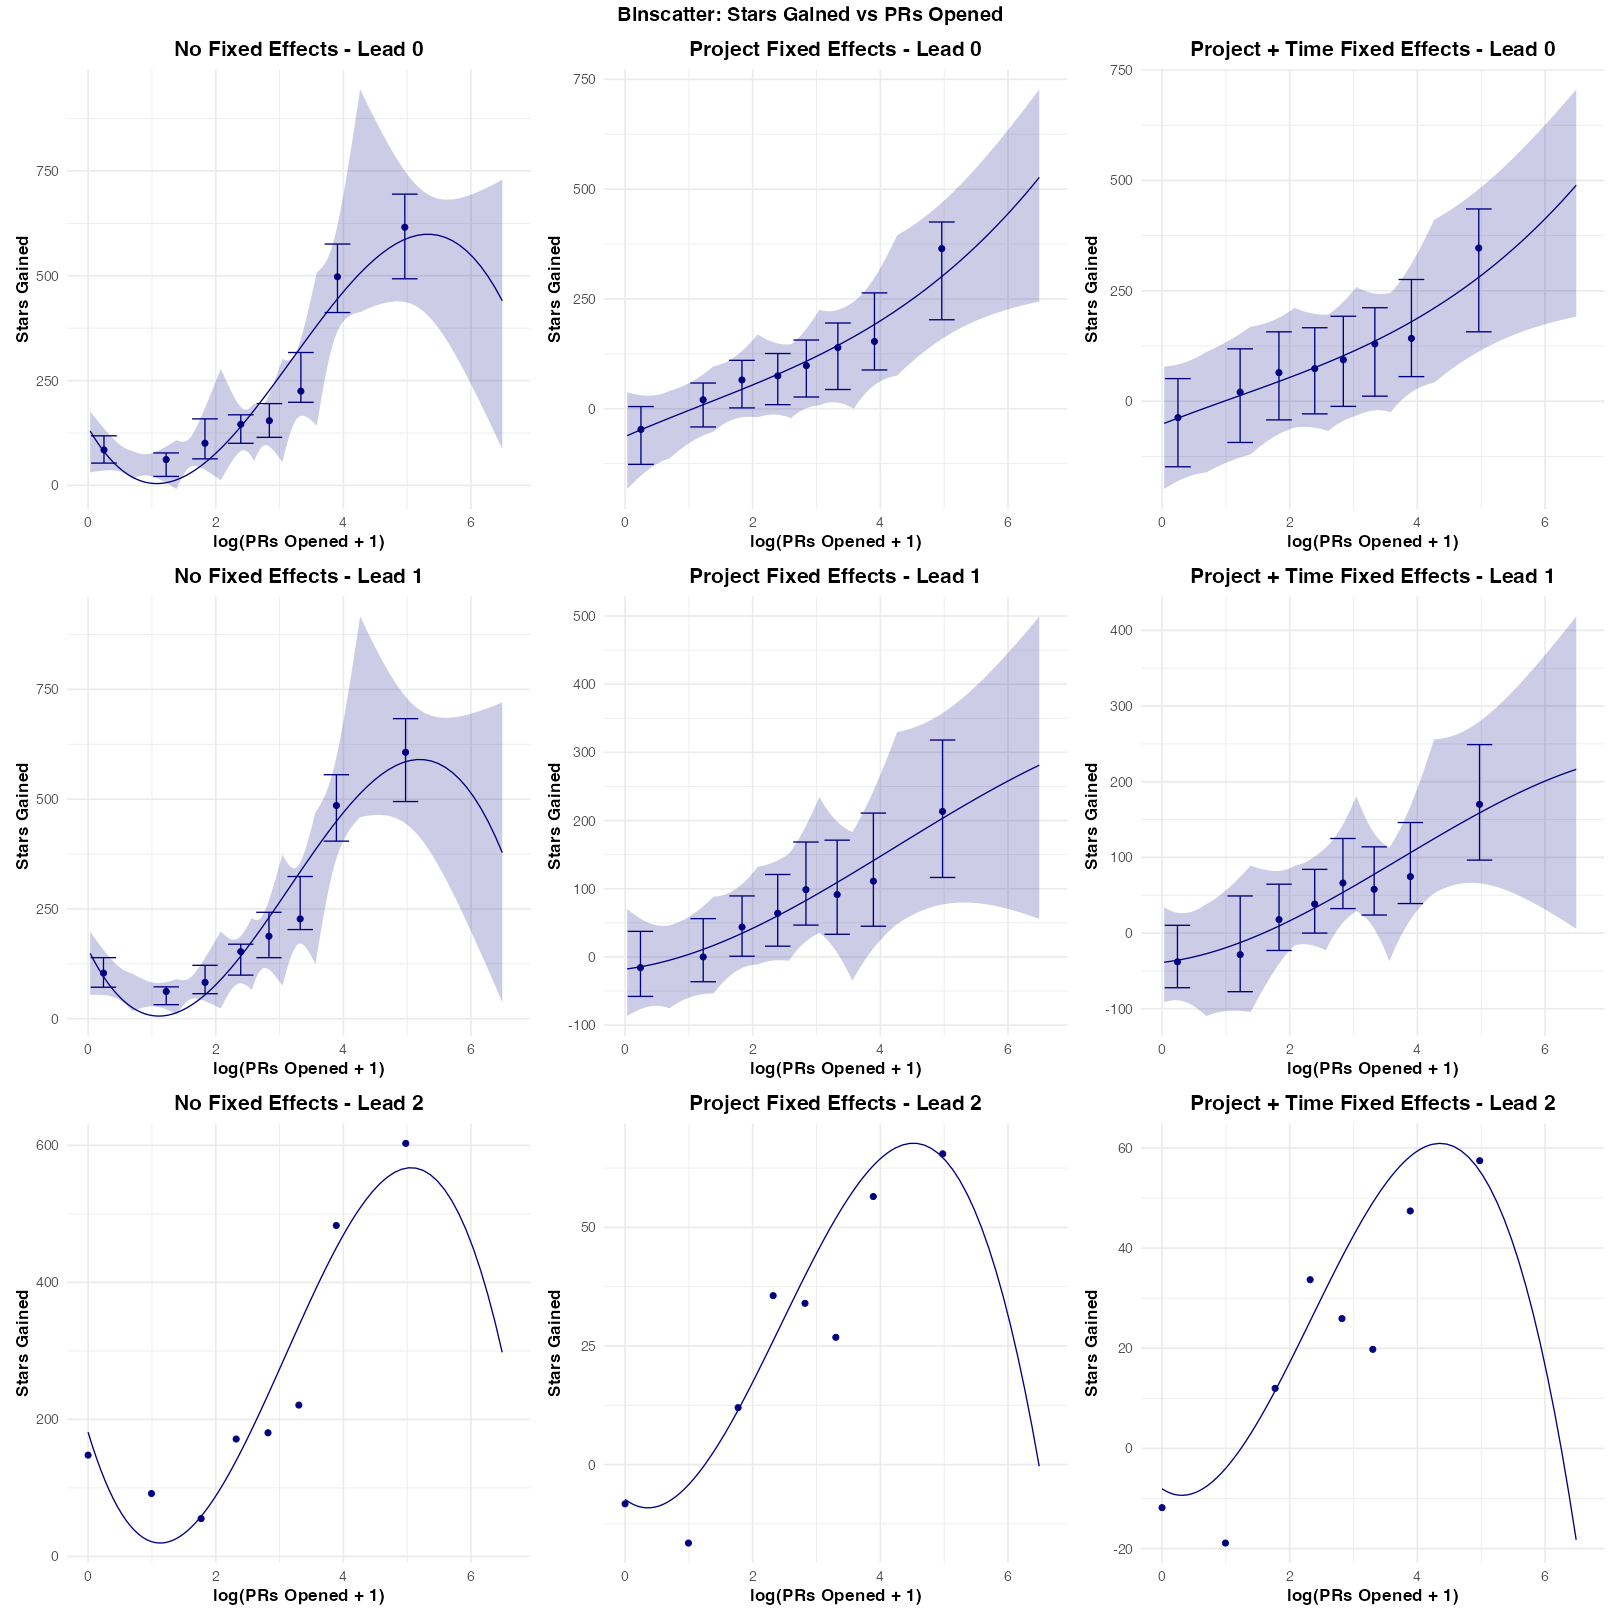 Binscatter: Stars Gained vs PRs Opened
No Fixed Effects - Lead 0
Stars Gained
750
500
250
0
0 2 4 6
log(PRs Opened + 1)
Project Fixed Effects - Lead 0
Stars Gained
750
500
250
0
0 2 4 6
log(PRs Opened + 1)
Project + Time Fixed Effects - Lead 0
Stars Gained
750
500
250
0
0 2 4 6
log(PRs Opened + 1)
No Fixed Effects - Lead 1
Stars Gained
750
500
250
0
0 2 4 6
log(PRs Opened + 1)
Project Fixed Effects - Lead 1
Stars Gained
500
400
300
200
100
0
-100
0 2 4 6
log(PRs Opened + 1)
Project + Time Fixed Effects - Lead 1
Stars Gained
400
300
200
100
0
-100
0 2 4 6
log(PRs Opened + 1)
No Fixed Effects - Lead 2
Stars Gained
600
400
200
0
0 2 4 6
log(PRs Opened + 1)
Project Fixed Effects - Lead 2
Stars Gained
50
25
0
0 2 4 6
log(PRs Opened + 1)
Project + Time Fixed Effects - Lead 2
Stars Gained
60
40
20
0
-20
0 2 4 6
log(PRs Opened + 1)